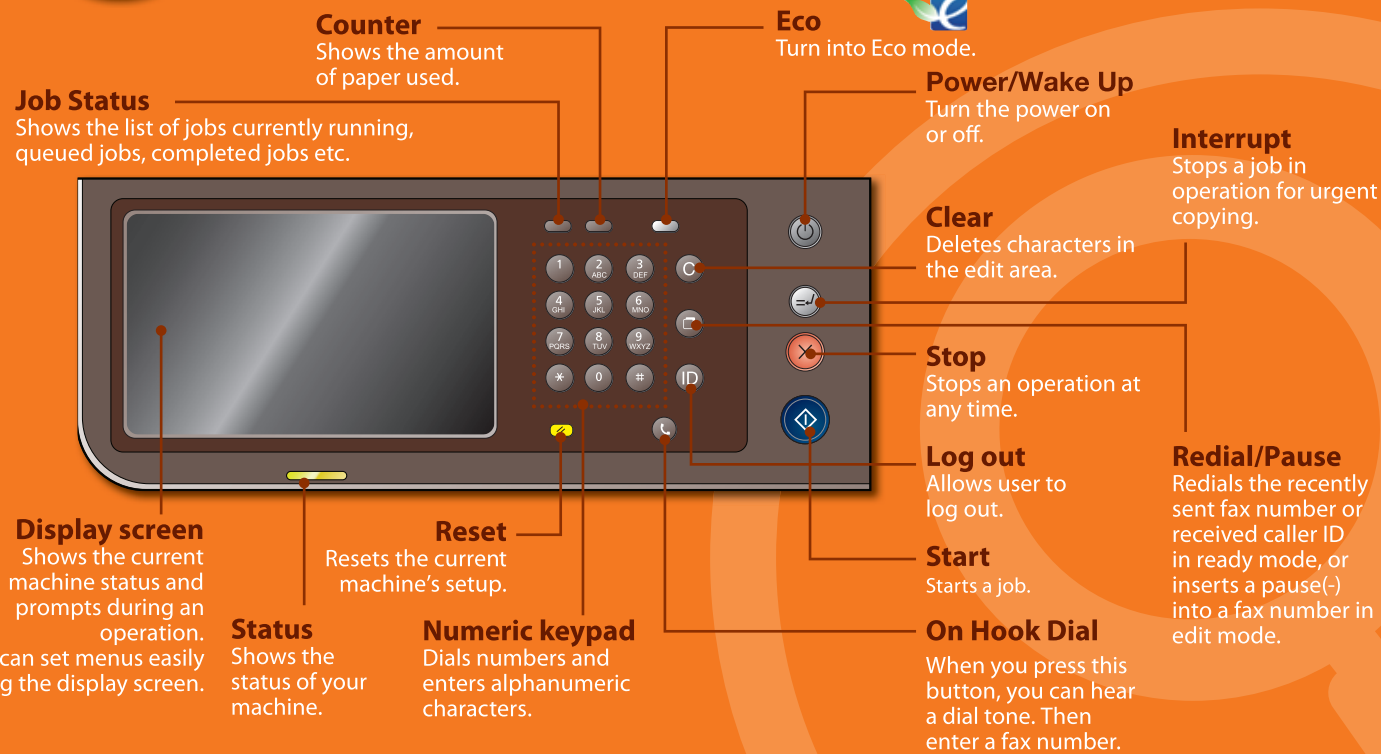 Counter
Shows the amount
of paper used.
Eco
Turn into Eco mode.
Job Status
Shows the list of jobs currently running,
queued jobs, completed jobs etc.
Power/Wake Up
Turn the power on
or off.
Interrupt
Stops a job in
operation for urgent
copying.
Clear
Deletes characters in
the edit area.
1
2
ABC
3
DEF
C
4
GHI
5
JKL
6
MNO
7
PQRS
8
TUV
9
WXYZ
*
0
#
ID
Stop
Stops an operation at
any time.
Log out
Allows user to
log out.
Redial/Pause
Redials the recently
sent fax number or
received caller ID
in ready mode, or
inserts a pause(-)
into a fax number in
edit mode.
Start
Starts a job.
On Hook Dial
When you press this
button, you can hear
a dial tone. Then
enter a fax number.
Display screen
Shows the current
machine status and
prompts during an
operation.
can set menus easily
g the display screen.
Reset
Resets the current
machine's setup.
Status
Shows the
status of your
machine.
Numeric keypad
Dials numbers and
enters alphanumeric
characters.